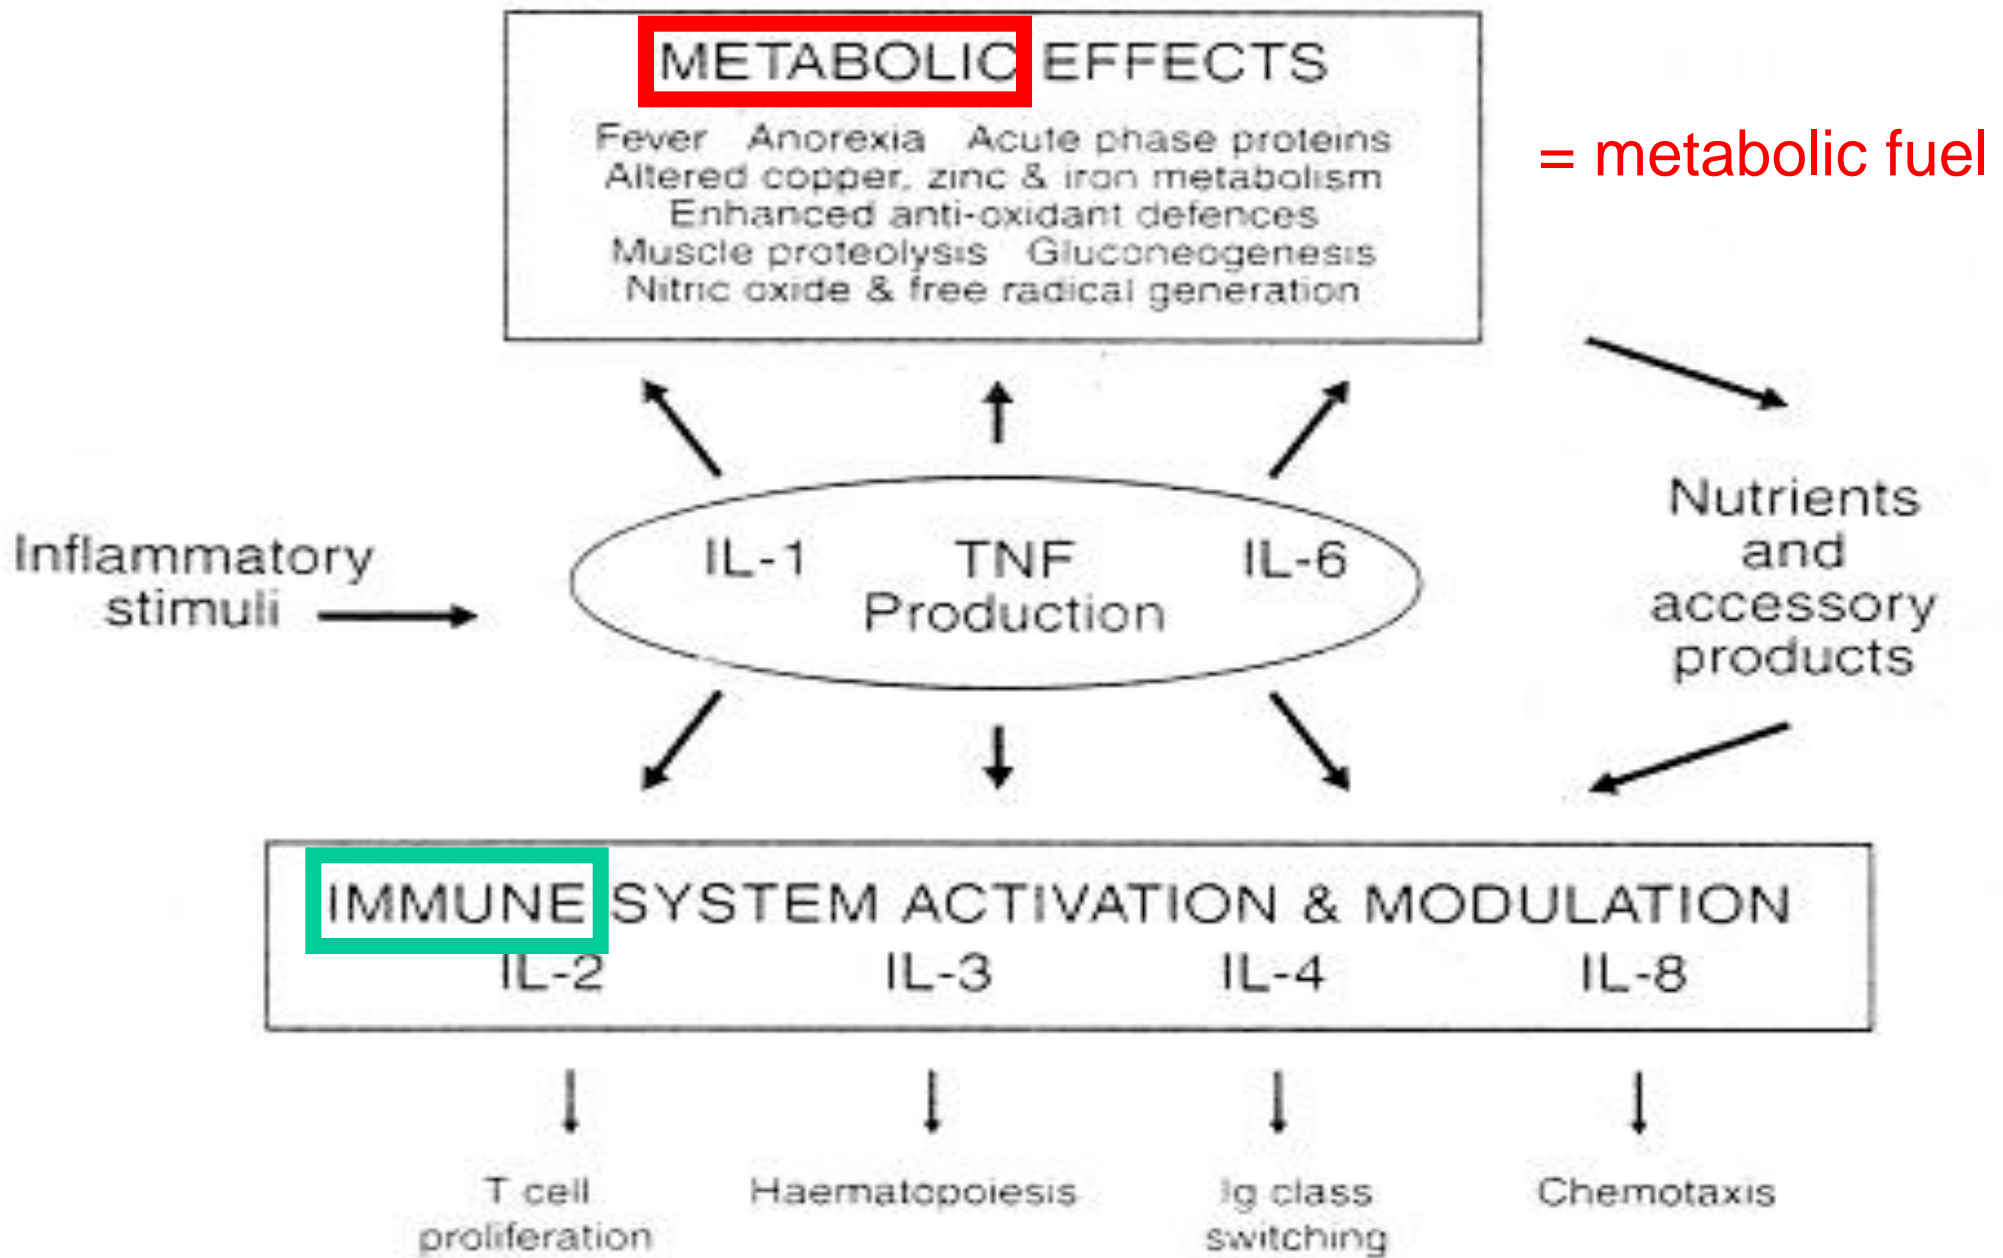 METABOLIC EFFECTS
Fever Anorexia Acute phase proteins
Altered copper, zinc & iron metabolism
Enhanced anti-oxidant defences
Muscle proteolysis Gluconeogenesis
Nitric oxide & free radical generation
= metabolic fuel
Inflammatory
stimuli
IL-1 TNF IL-6
Production
Nutrients
and
accessory
products
IMMUNE SYSTEM ACTIVATION & MODULATION
IL-2 IL-3 IL-4 IL-8
T cell
proliferation
Haematopoiesis
Ig class
switching
Chemotaxis